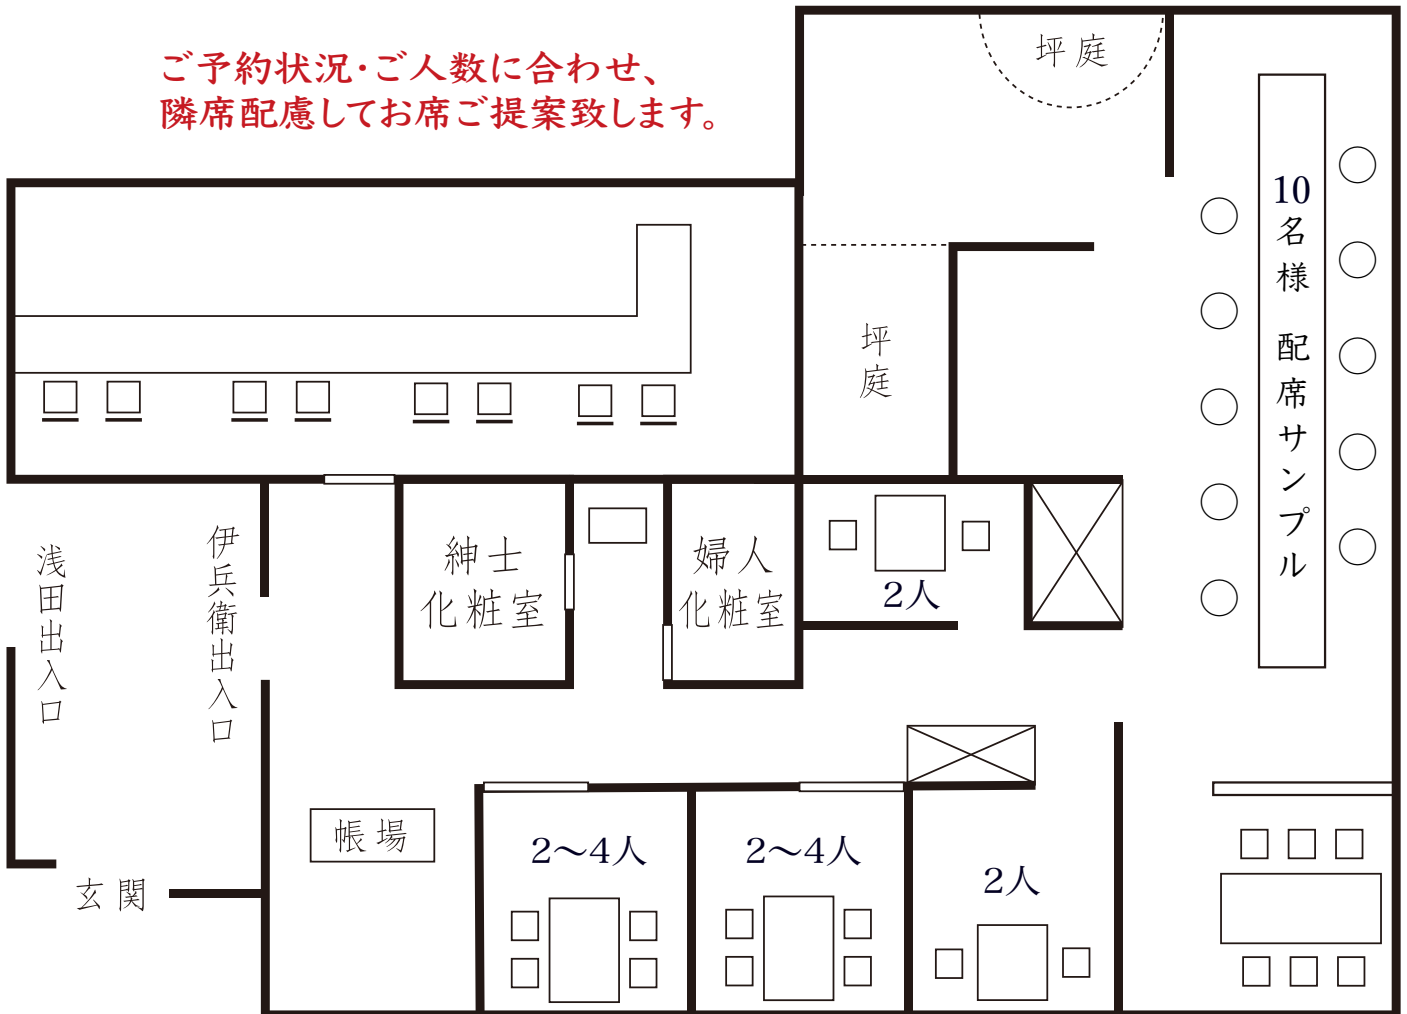 ご予約状況・ご人数に合わせ、
隣席配慮してお席ご提案致します。
坪庭
10名様 配席サンプル
坪庭
浅田出入口
伊兵衛出入口
紳士
化粧室
婦人
化粧室
2人
帳場
玄関
2〜4人
2〜4人
2人